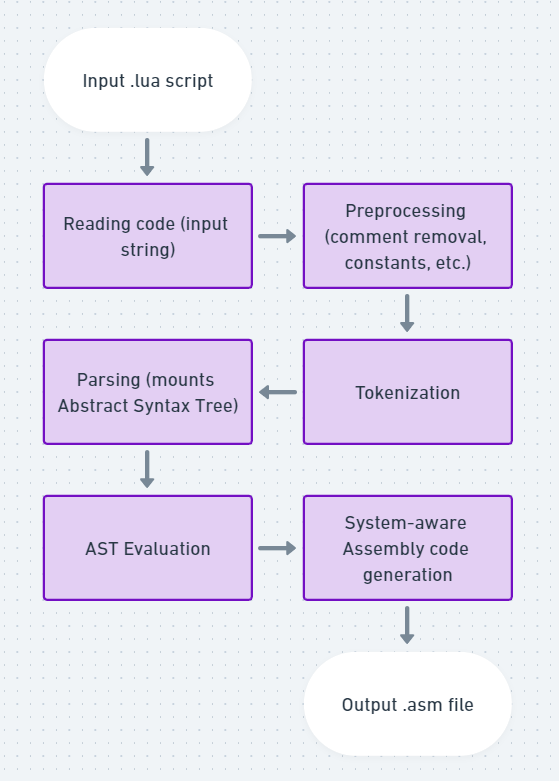 Input .lua script
Reading code (input
string)
Preprocessing
(comment removal,
constants, etc.)
Tokenization
Parsing (mounts
Abstract Syntax Tree)
AST Evaluation
System-aware
Assembly code
generation
Output .asm file